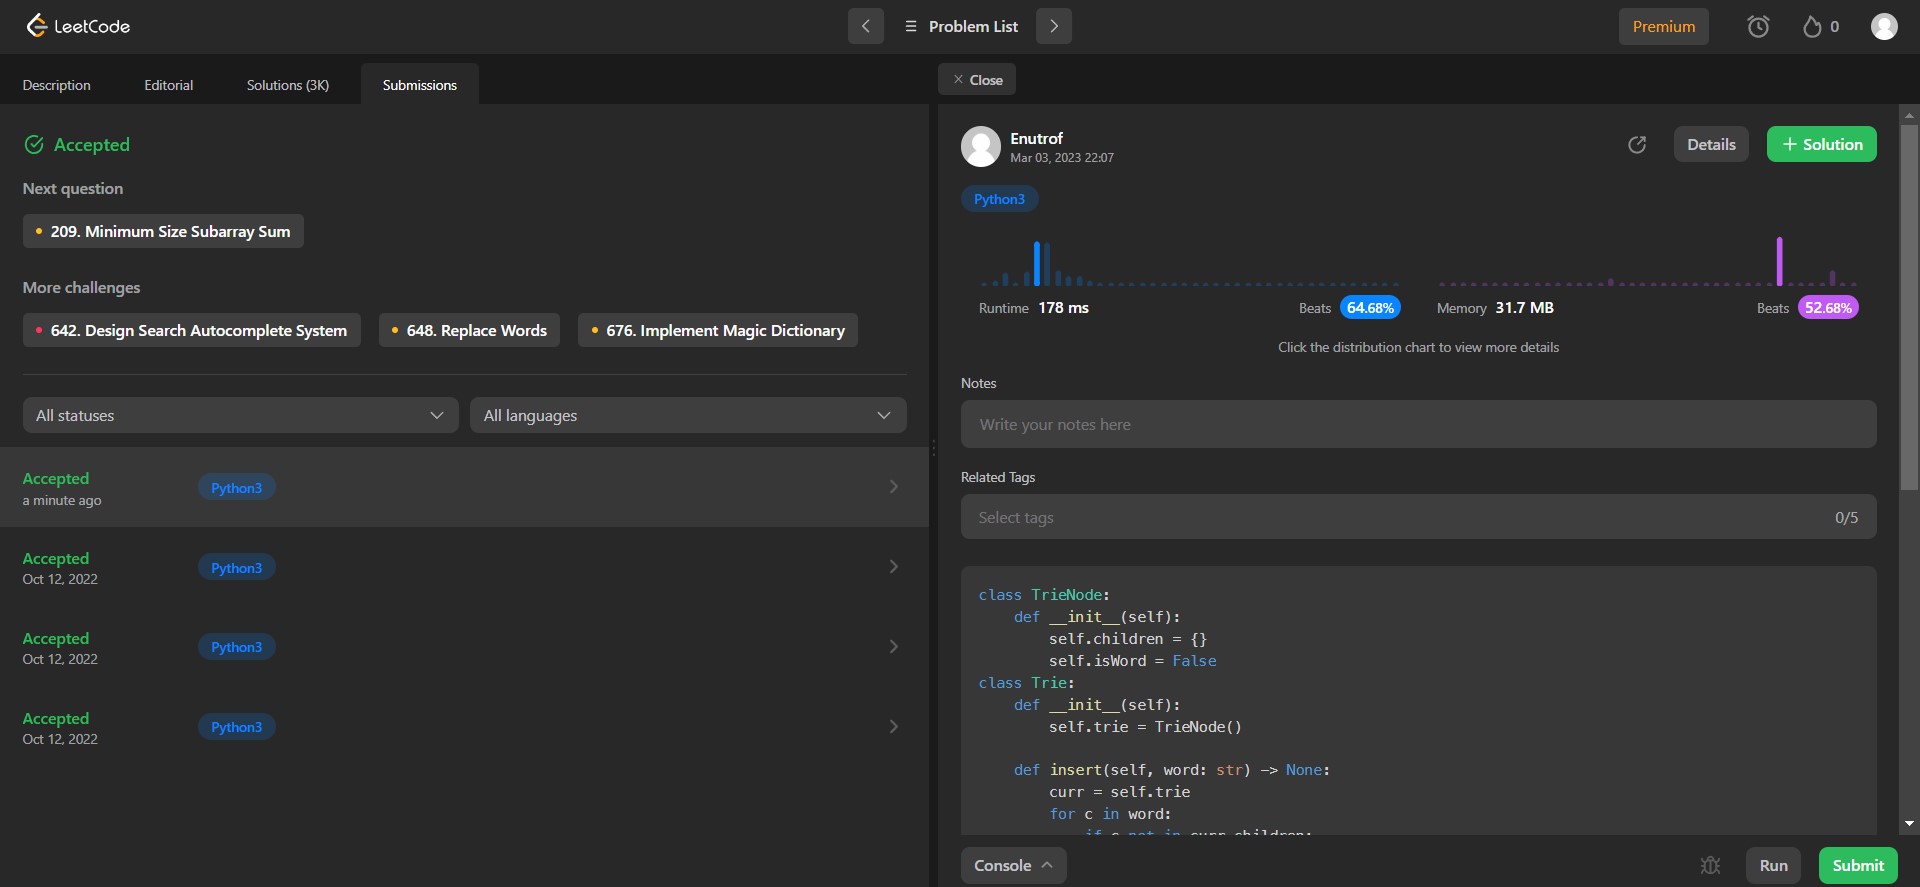 LeetCode
Problem List
Premium
0
Description
Editorial
Solutions (3K)
Submissions
Close
Accepted
Next question
209. Minimum Size Subarray Sum
More challenges
642. Design Search Autocomplete System
648. Replace Words
676. Implement Magic Dictionary
All statuses
All languages
Accepted
a minute ago
Python3
Accepted
Oct 12, 2022
Python3
Accepted
Oct 12, 2022
Python3
Accepted
Oct 12, 2022
Python3
Enutrof
Mar 03, 2023 22:07
Details
+ Solution
Python3
Runtime 178 ms
Beats 64.68%
Memory 31.7 MB
Beats 52.68%
Click the distribution chart to view more details
Notes
Write your notes here
Related Tags
Select tags
0/5
class TrieNode:
    def __init__(self):
        self.children = {}
        self.isWord = False
class Trie:
    def __init__(self):
        self.trie = TrieNode()
    def insert(self, word: str) -> None:
        curr = self.trie
        for c in word:
            if c not in curr.children:
Console
Run
Submit